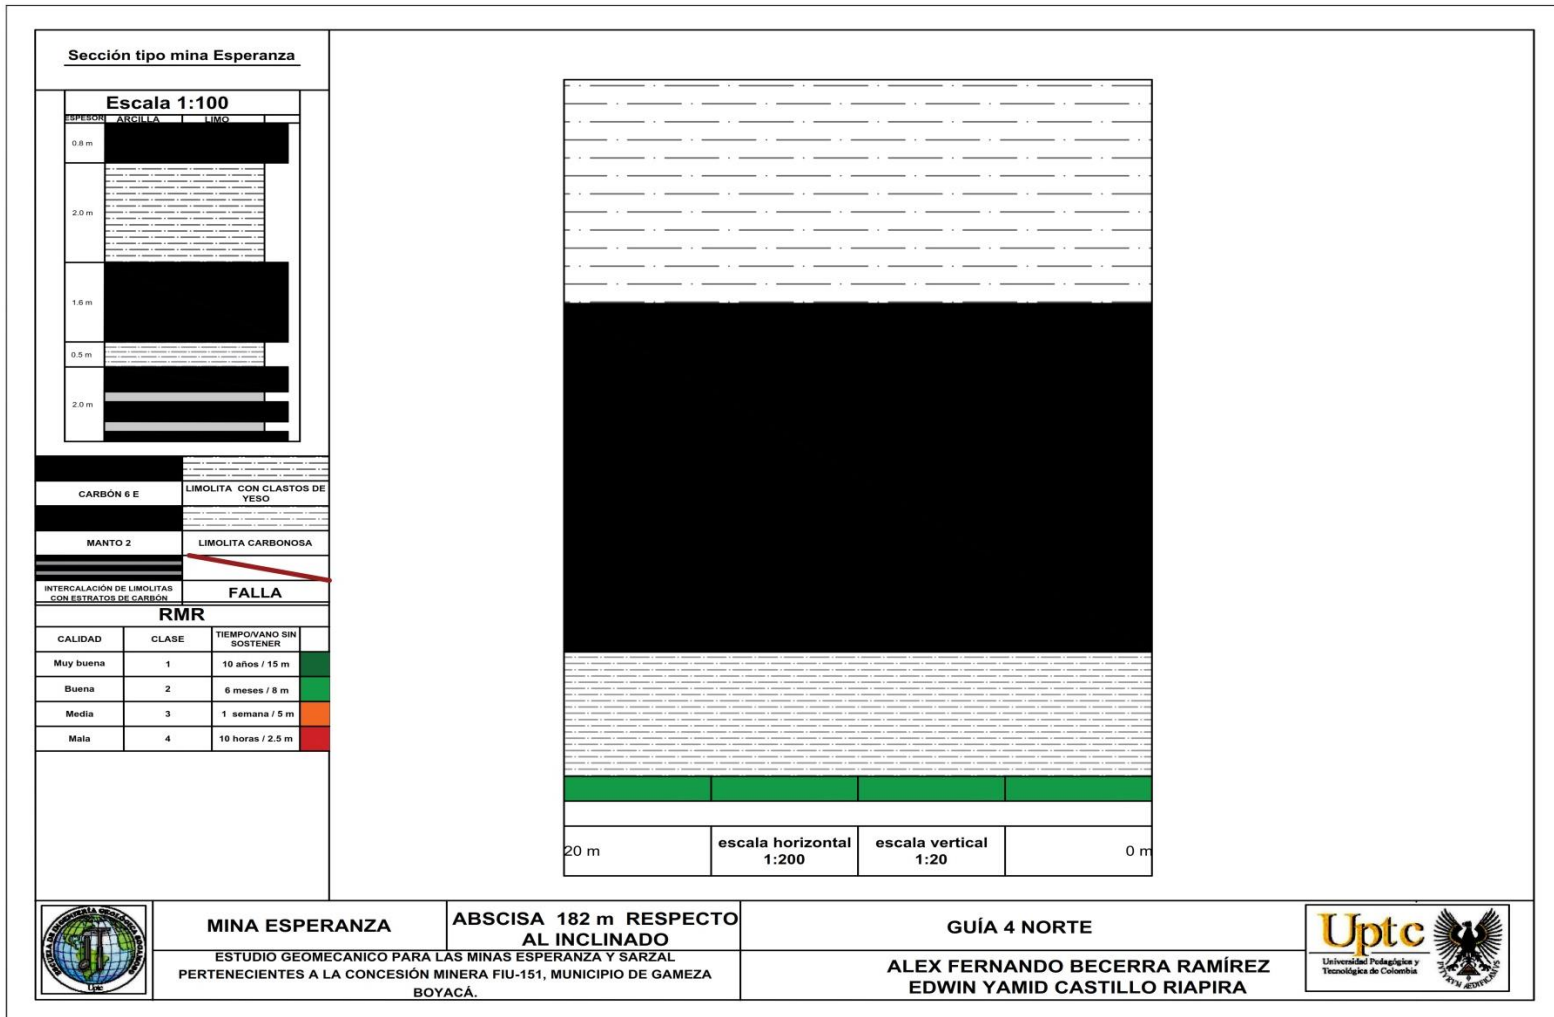 Sección tipo mina Esperanza
Escala 1:100
ESPESOR ARCILLA LIMO
0.8 m
2.0 m
1.6 m
0.5 m
2.0 m
CARBÓN 6 E
LIMOLITA CON CLASTOS DE
YESO
MANTO 2
LIMOLITA CARBONOSA
INTERCALACIÓN DE LIMOLITAS
CON ESTRATOS DE CARBÓN
FALLA
RMR
CALIDAD CLASE TIEMPO/VANO SIN
SOSTENER
Muy buena 1 10 años / 15 m
Buena 2 6 meses / 8 m
Media 3 1 semana / 5 m
Mala 4 10 horas / 2.5 m
20 m
escala horizontal
1:200
escala vertical
1:20
0 m
MINA ESPERANZA
ABSCISA 182 m RESPECTO
AL INCLINADO
GUÍA 4 NORTE
ESTUDIO GEOMECANICO PARA LAS MINAS ESPERANZA Y SARZAL
PERTENECIENTES A LA CONCESIÓN MINERA FIU-151, MUNICIPIO DE GAMEZA
BOYACÁ.
ALEX FERNANDO BECERRA RAMÍREZ
EDWIN YAMID CASTILLO RIAPIRA
ESCUELA DE INGENIERÍA GEOLÓGICA SOGAMOSO
Uptc
Uptc
Universidad Pedagógica y
Tecnológica de Colombia